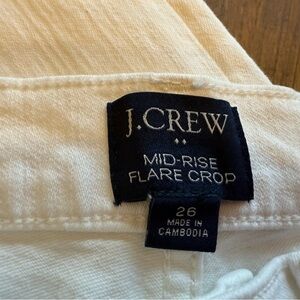 J.CREW
MID-RISE
FLARE CROP
26
MADE IN
CAMBODIA